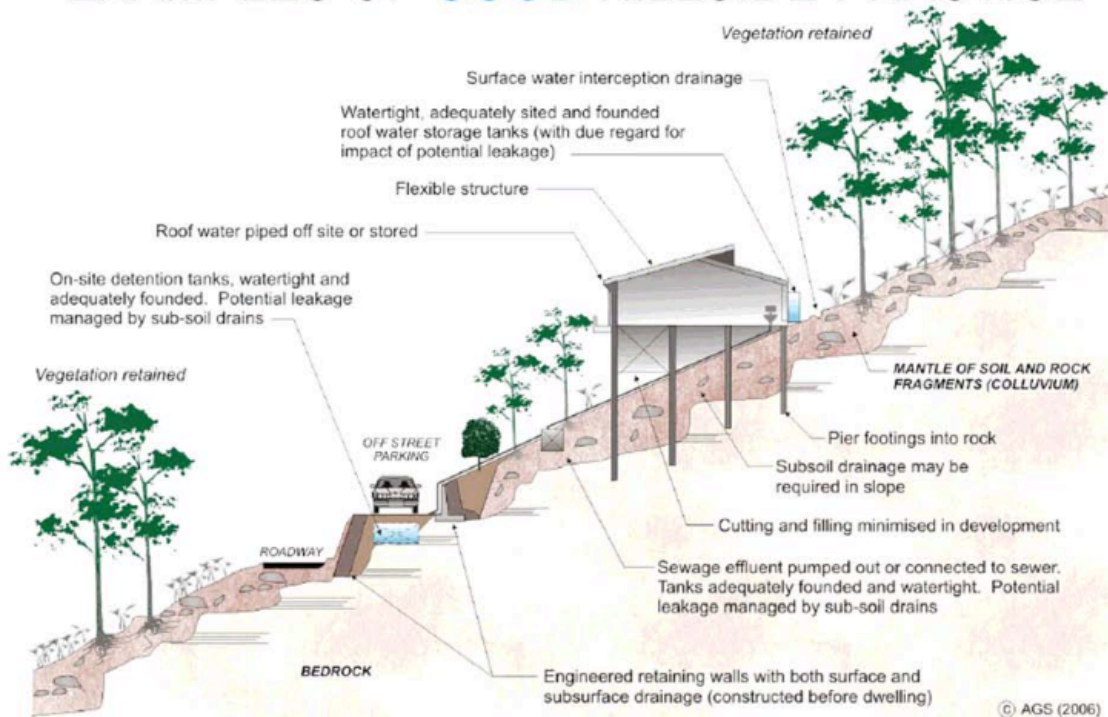 GOOD
Vegetation retained
Surface water interception drainage
Watertight, adequately sited and founded
roof water storage tanks (with due regard for
impact of potential leakage)
Flexible structure
Roof water piped off site or stored
On-site detention tanks, watertight and
adequately founded. Potential leakage
managed by sub-soil drains
Vegetation retained
MANTLE OF SOIL AND ROCK
FRAGMENTS (COLLUVIUM)
OFF STREET
PARKING
Pier footings into rock
Subsoil drainage may be
required in slope
Cutting and filling minimised in development
ROADWAY
Sewage effluent pumped out or connected to sewer.
Tanks adequately founded and watertight. Potential
leakage managed by sub-soil drains
BEDROCK
Engineered retaining walls with both surface and
subsurface drainage (constructed before dwelling)
© AGS (2006)